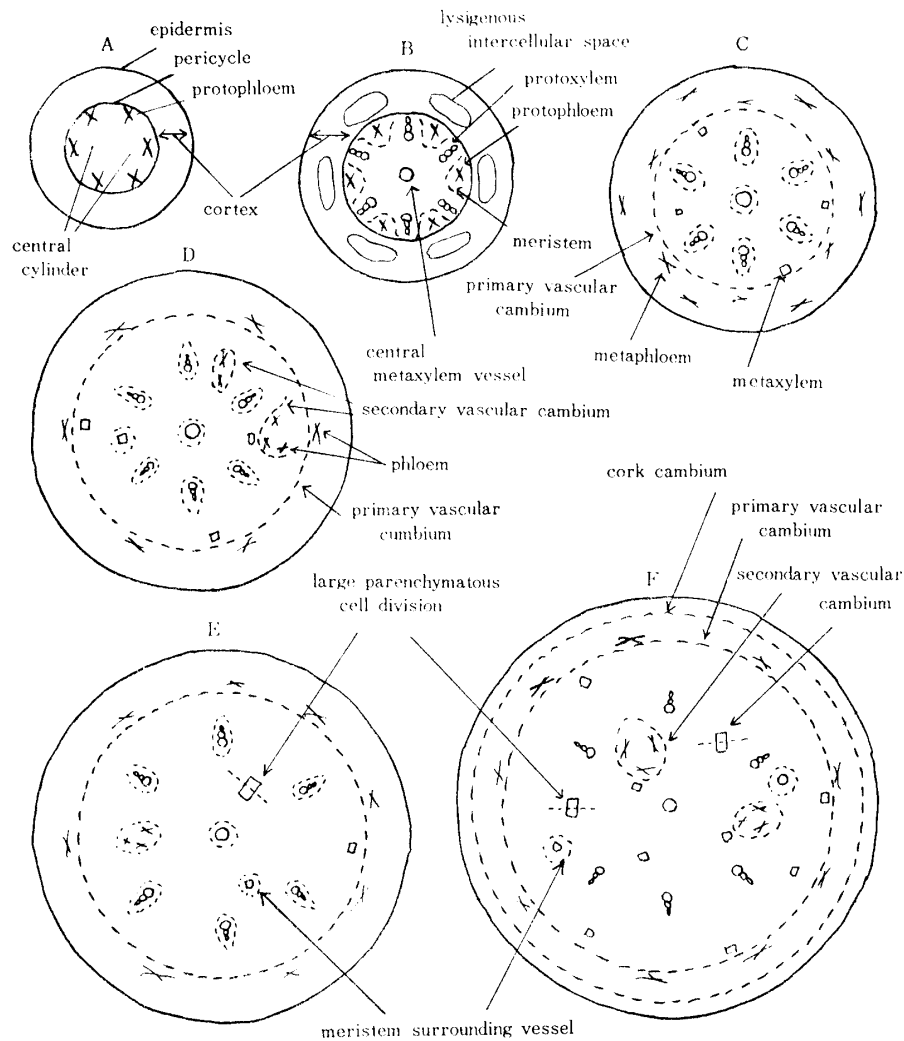 A
epidermis
pericycle
protophloem
cortex
central
cylinder
B
lysigenous
intercellular space
protoxylem
protophloem
meristem
central
metaxylem vessel
C
primary vascular
cambium
metaphloem
metaxylem
D
secondary vascular cambium
phloem
primary vascular
cumbium
large parenchymatous
cell division
E
meristem surrounding vessel
F
cork cambium
primary vascular
cambium
secondary vascular
cambium